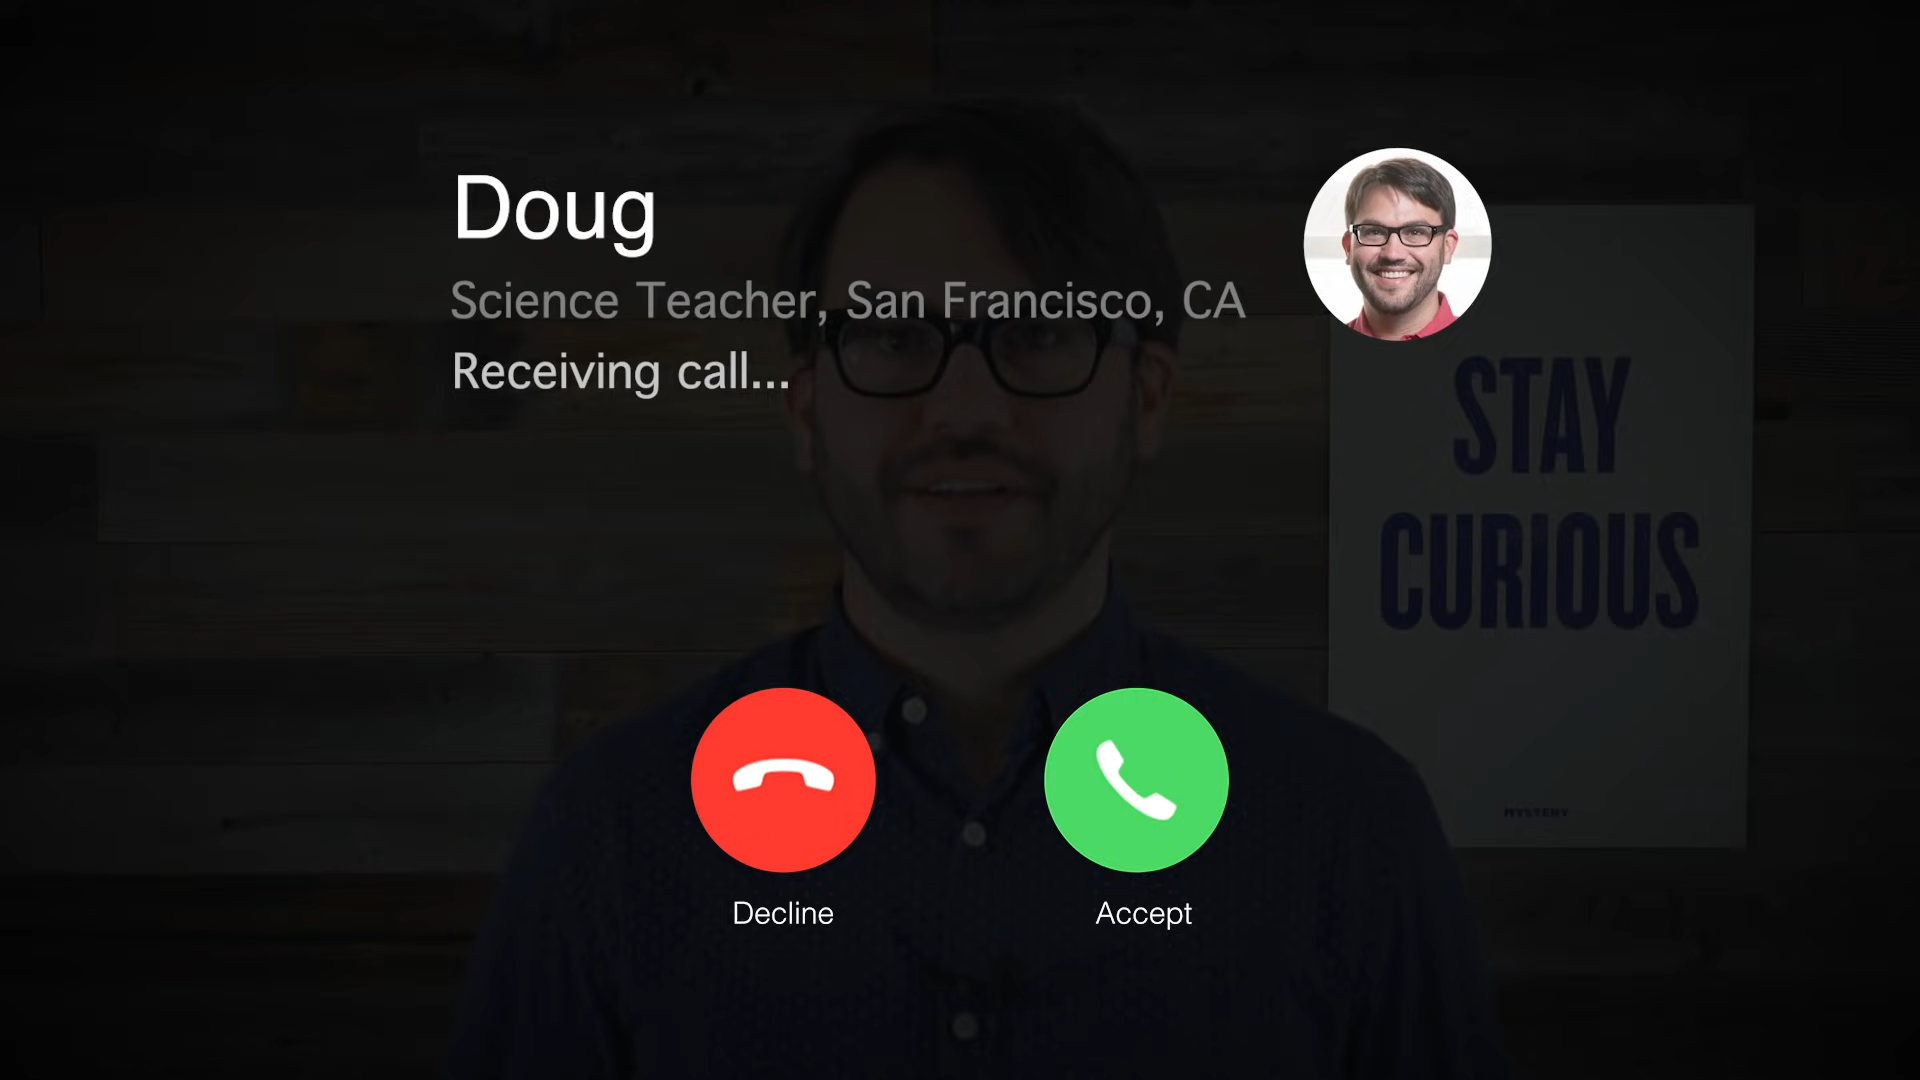 Doug
Science Teacher, San Francisco, CA
Receiving call...
STAY
CURIOUS
MYSTERY
Decline
Accept